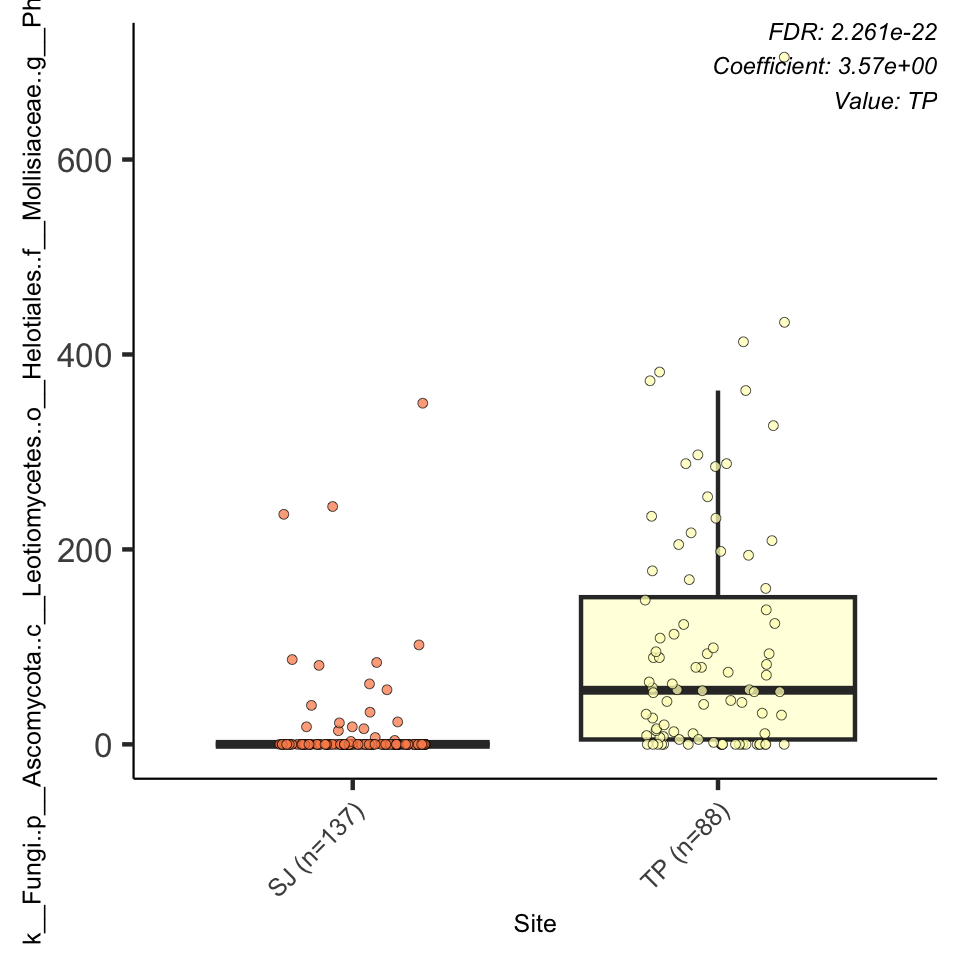 FDR: 2.261e-22
Coefficient: 3.57e+00
Value: TP
k__Fungi..p__Ascomycota..c__Leotiomycetes..o__Helotiales..f__Mollisiaceae..g__Ph
600
400
200
0
SJ (n=137)
TP (n=88)
Site